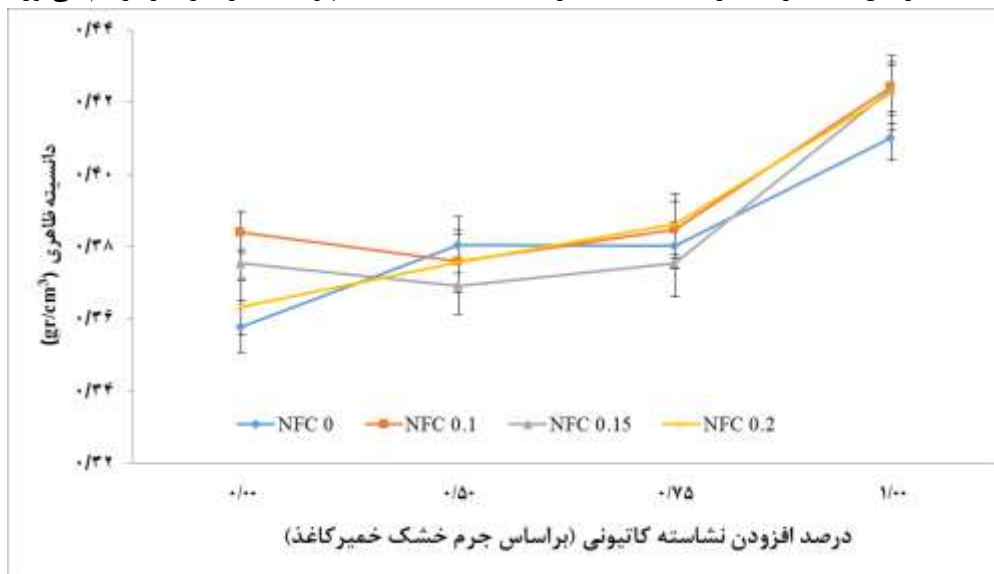 ۰/۴۴
۰/۴۲
۰/۴۰
۰/۳۸
۰/۳۶
۰/۳۴
۰/۳۲
دانسیته ظاهری (gr/cm³)
NFC 0 NFC 0.1 NFC 0.15 NFC 0.2
۰/۰۰ ۰/۵۰ ۰/۷۵ ۱/۰۰
درصد افزودن نشاسته کاتیونی (براساس جرم خشک خمیرکاغذ)